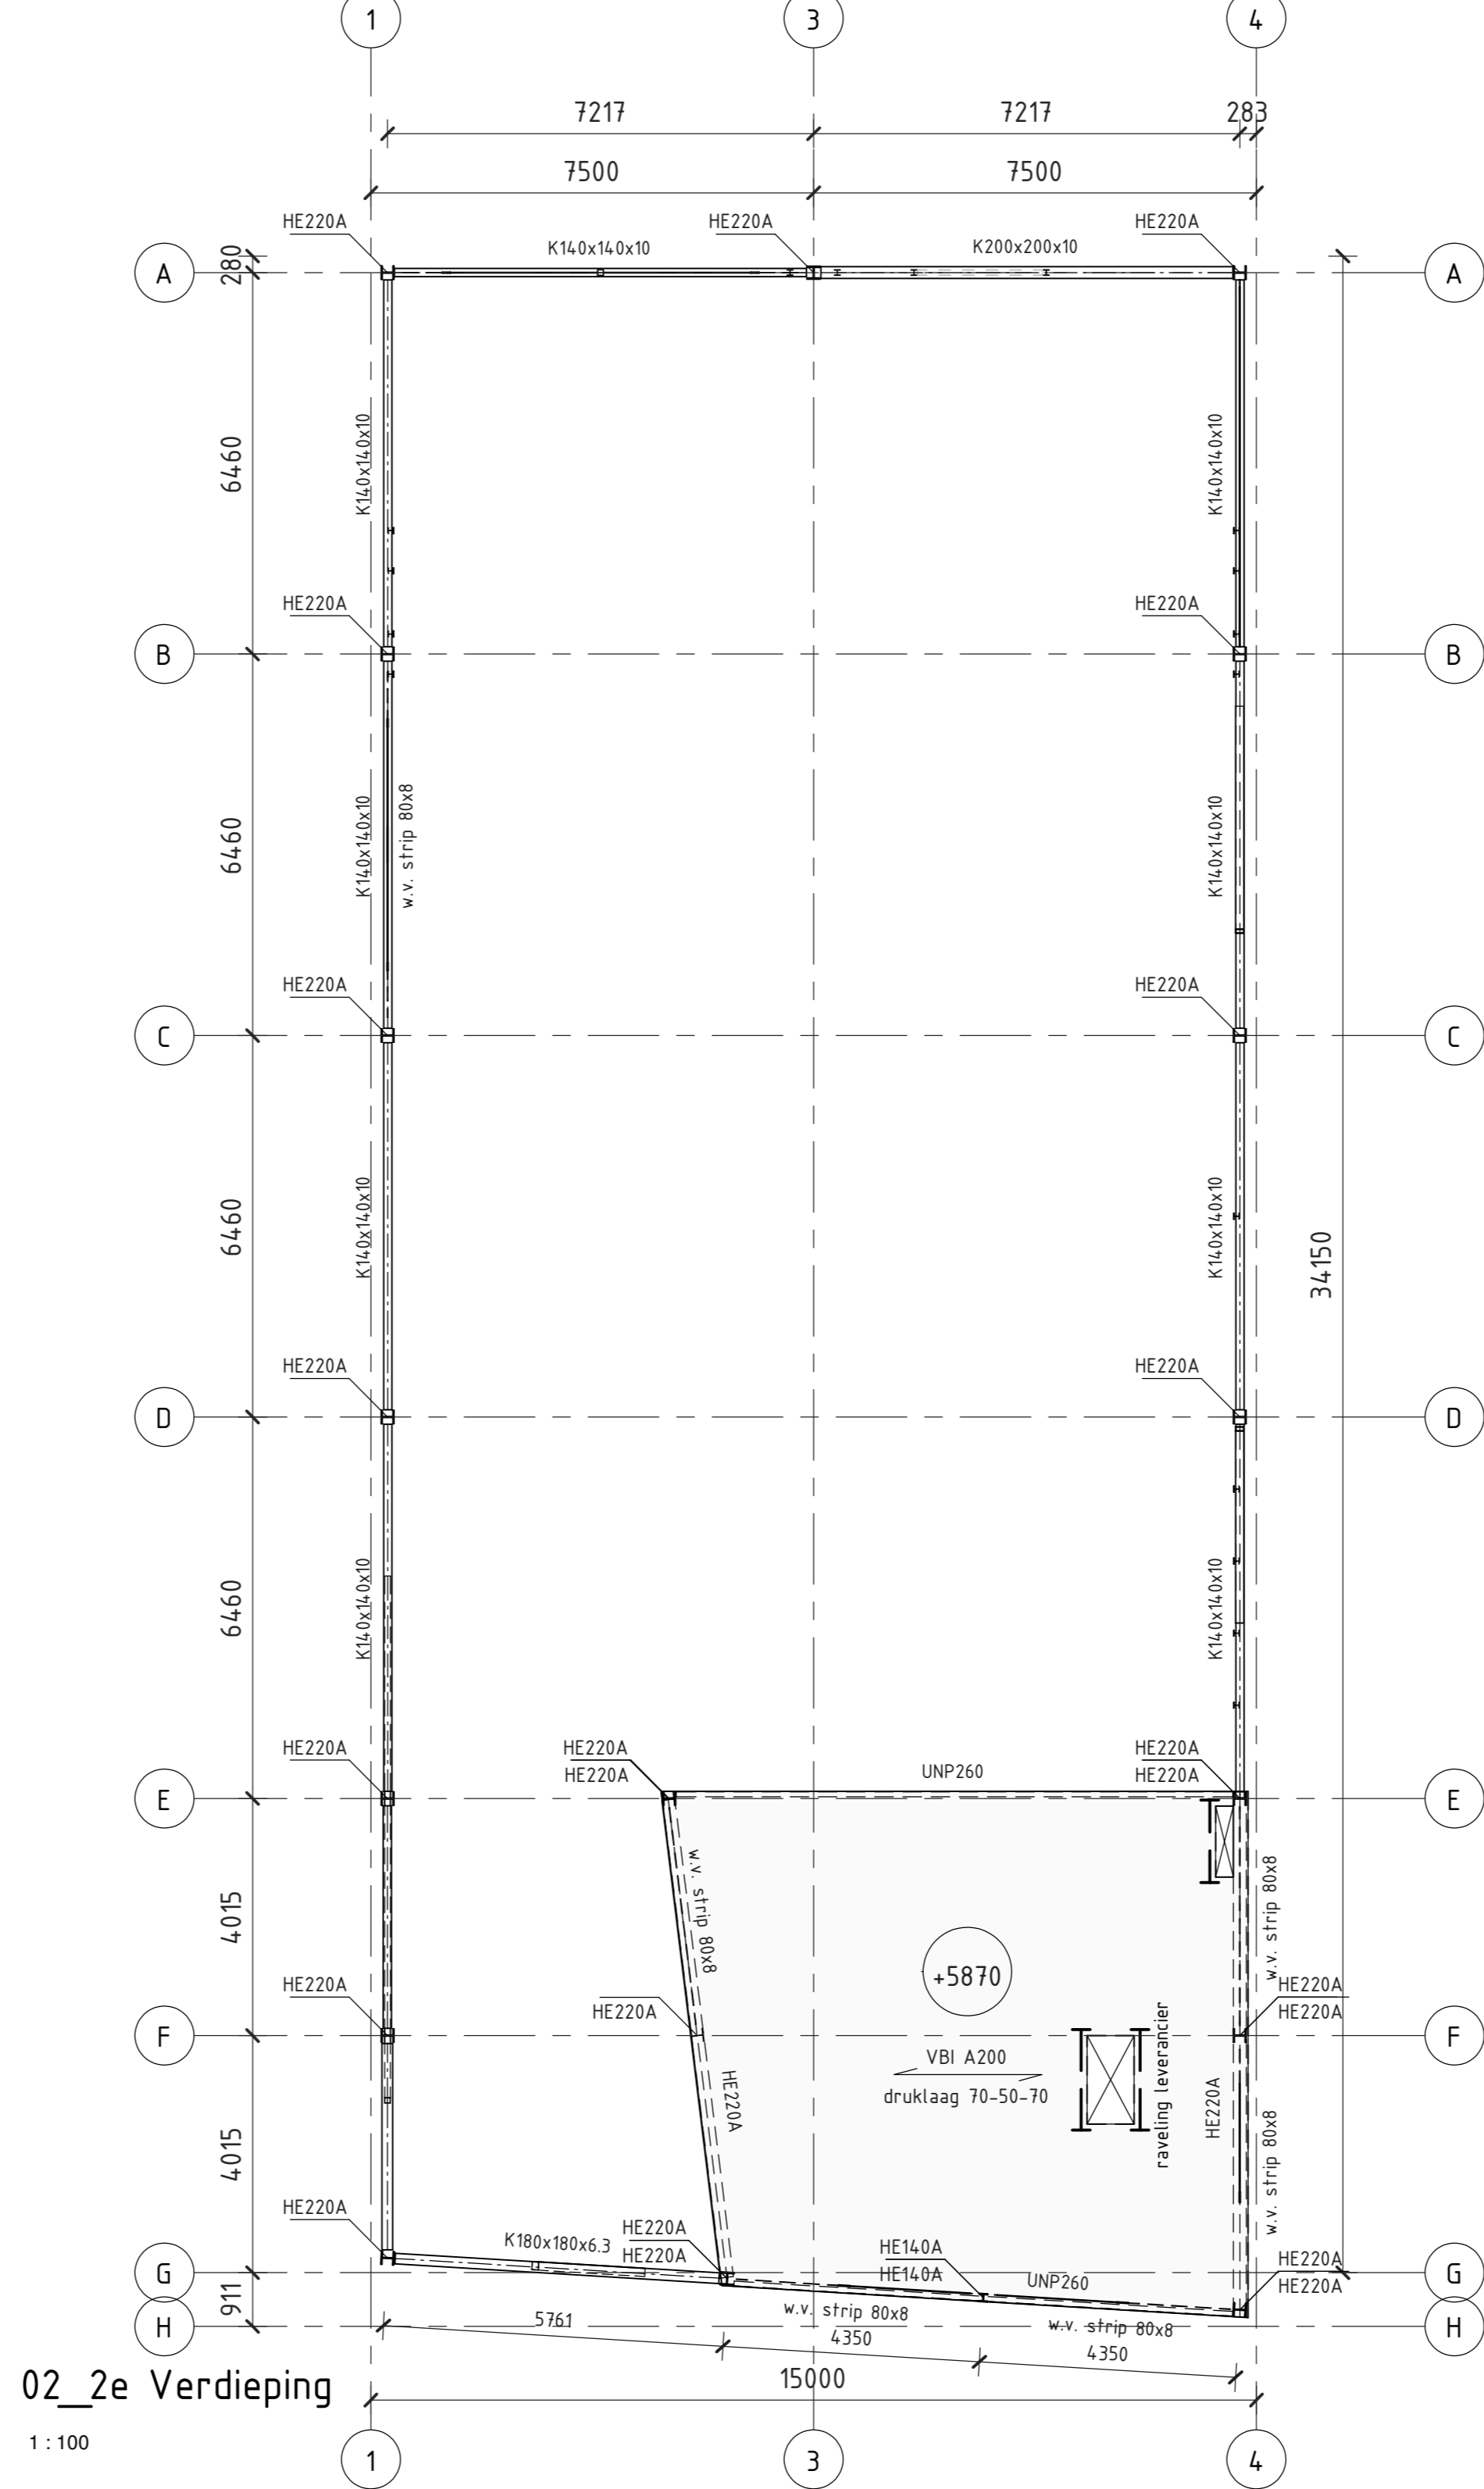 1
3
4
7217
7217
283
7500
7500
HE220A
HE220A
HE220A
K140x140x10
K200x200x10
280
A
A
6460
K140x140x10
K140x140x10
HE220A
HE220A
B
B
6460
K140x140x10
w.v. strip 80x8
K140x140x10
HE220A
HE220A
C
C
6460
K140x140x10
K140x140x10
34150
HE220A
HE220A
D
D
6460
K140x140x10
K140x140x10
HE220A
HE220A
HE220A
UNP260
HE220A
HE220A
E
E
4015
w.v. strip 80x8
w.v. strip 80x8
+5870
HE220A
HE220A
HE220A
HE220A
F
F
VBI A200
druklaag 70-50-70
raveling leverancier
HE220A
HE220A
4015
w.v. strip 80x8
HE220A
K180x180x6.3
HE220A
HE220A
HE140A
HE140A
UNP260
HE220A
HE220A
G
G
911
w.v. strip 80x8
w.v. strip 80x8
H
H
5761
4350
4350
15000
02_2e Verdieping
1 : 100
1
3
4